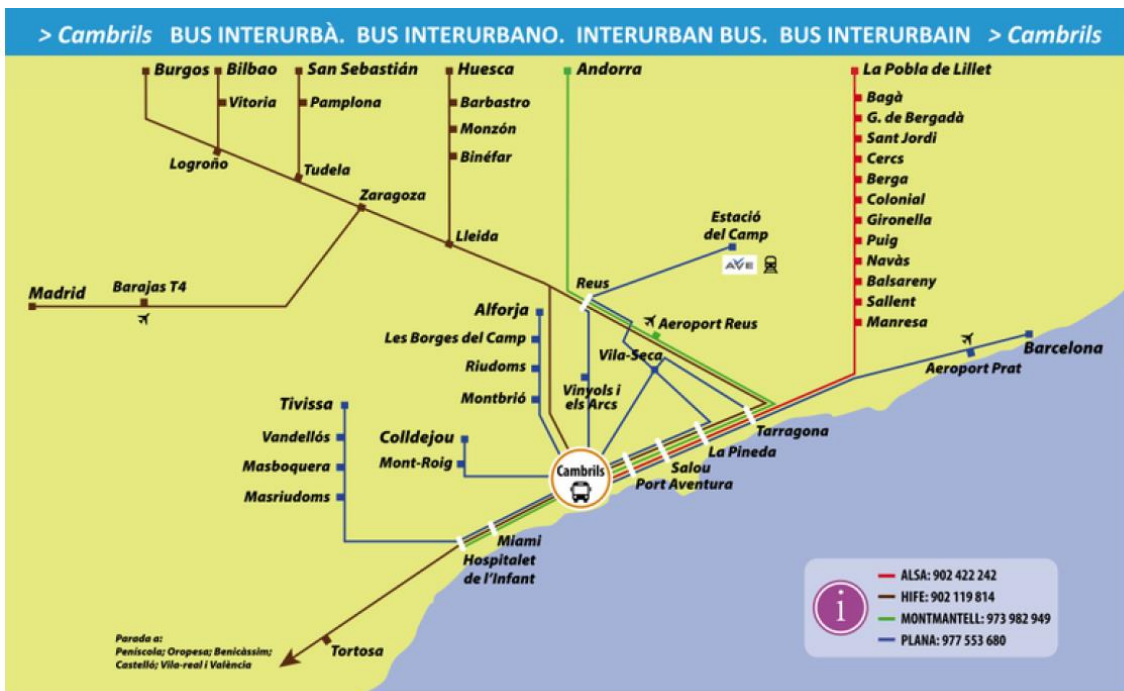 > Cambrils BUS INTERURBÀ. BUS INTERURBANO. INTERURBAN BUS. BUS INTERURBAIN > Cambrils
Burgos
Bilbao
San Sebastián
Huesca
Andorra
La Pobla de Lillet
Vitoria
Pamplona
Barbastro
Monzón
Binéfar
Bagà
G. de Bergadà
Sant Jordi
Cercs
Berga
Colonial
Gironella
Puig
Navàs
Balsareny
Sallent
Manresa
Logroño
Tudela
Zaragoza
Lleida
Estació
del Camp
AVE
Madrid
Barajas T4
Reus
Aeroport Reus
Alforja
Les Borges del Camp
Riudoms
Montbrió
Vila-Seca
Vinyols i
els Arcs
Barcelona
Aeroport Prat
Tivissa
Vandellós
Masboquera
Masriudoms
Colldejou
Mont-Roig
Cambrils
Tarragona
La Pineda
Salou
Port Aventura
Miami
Hospitalet
de l'Infant
Tortosa
Parada a:
Peníscola; Oropesa; Benicàssim;
Castelló; Vila-real i València
i
ALSA: 902 422 242
HIFE: 902 119 814
MONTMANTELL: 973 982 949
PLANA: 977 553 680